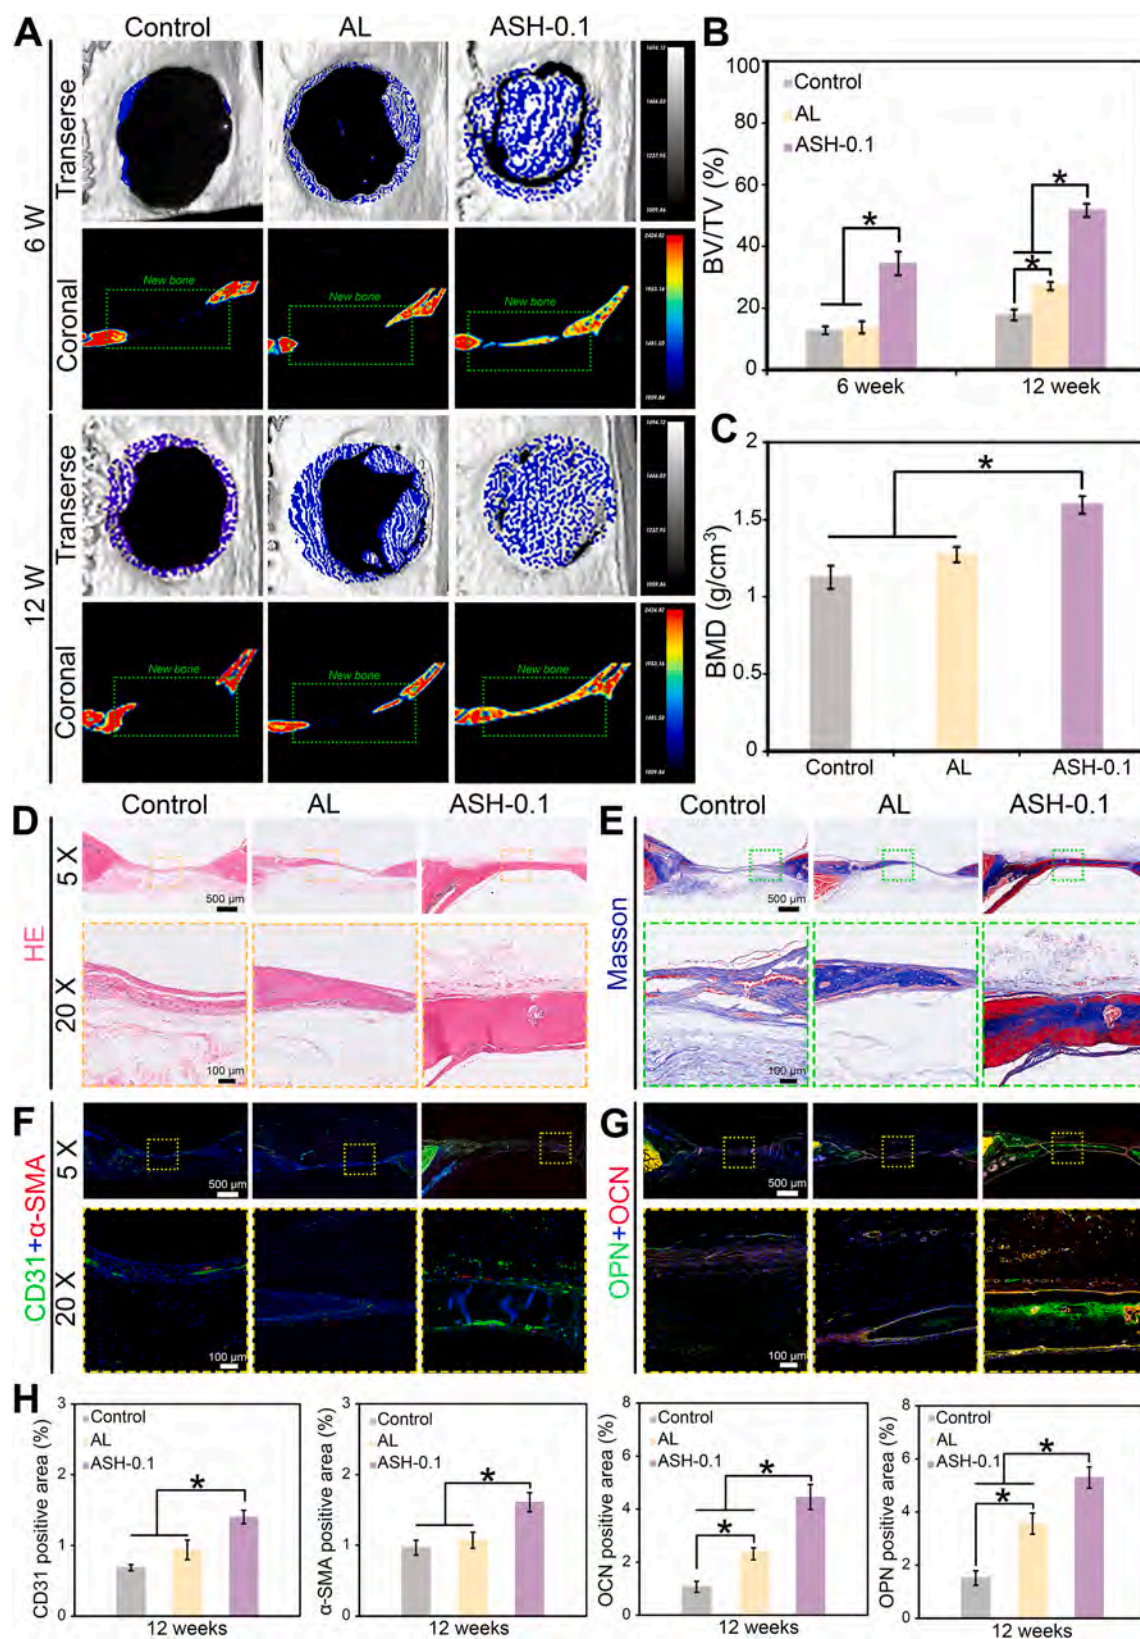 A
Control
AL
ASH-0.1
6 W
Transerse
Coronal
New bone
New bone
New bone
12 W
Transerse
Coronal
New bone
New bone
New bone
B
Control
AL
ASH-0.1
BV/TV (%)
100
80
60
40
20
0
*
*
*
6 week
12 week
C
BMD (g/cm³)
2
1.5
1
0.5
0
*
Control
AL
ASH-0.1
D
Control
AL
ASH-0.1
HE
5 X
500 μm
20 X
100 μm
E
Control
AL
ASH-0.1
Masson
500 μm
100 μm
F
CD31+α-SMA
5 X
500 μm
20 X
100 μm
G
OPN+OCN
500 μm
100 μm
H
CD31 positive area (%)
3
2
1
0
Control
AL
ASH-0.1
*
12 weeks
α-SMA positive area (%)
3
2
1
0
Control
AL
ASH-0.1
*
12 weeks
OCN positive area (%)
8
6
4
2
0
Control
AL
ASH-0.1
*
*
12 weeks
OPN positive area (%)
8
6
4
2
0
Control
AL
ASH-0.1
*
*
12 weeks